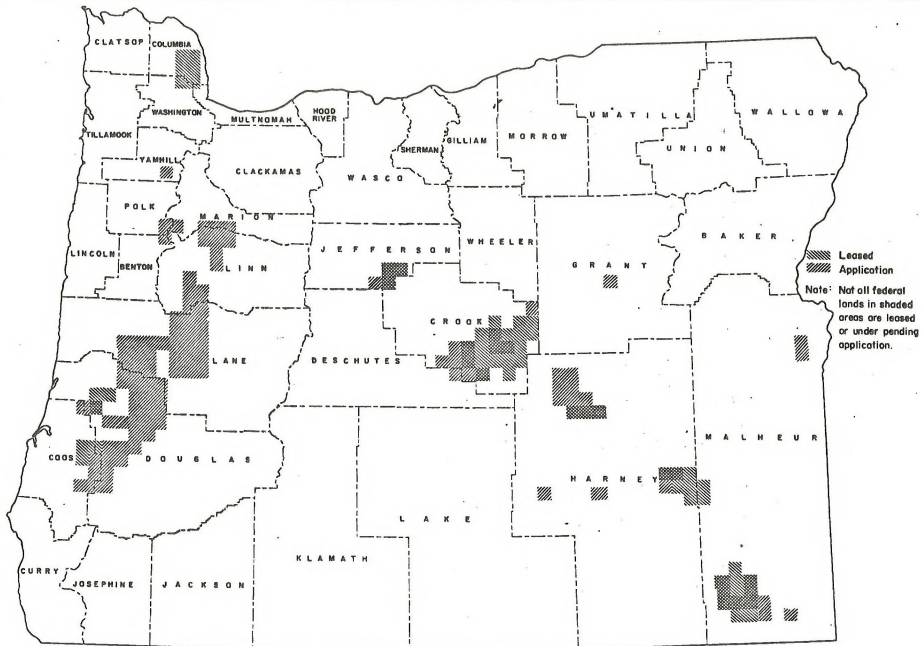 CLATSOP
COLUMBIA
WASHINGTON
MULTNOMAH
HOOD
RIVER
TILLAMOOK
YAMHILL
CLACKAMAS
WASCO
SHERMAN
GILLIAM
MORROW
UMATILLA
UNION
WALLOWA
POLK
MARION
LINCOLN
BENTON
LINN
JEFFERSON
WHEELER
GRANT
BAKER
Leased
Application
Note: Not all federal
lands in shaded
areas are leased
or under pending
application.
CROOK
LANE
DESCHUTES
MALHEUR
COOS
DOUGLAS
HARNEY
LAKE
KLAMATH
CURRY
JOSEPHINE
JACKSON